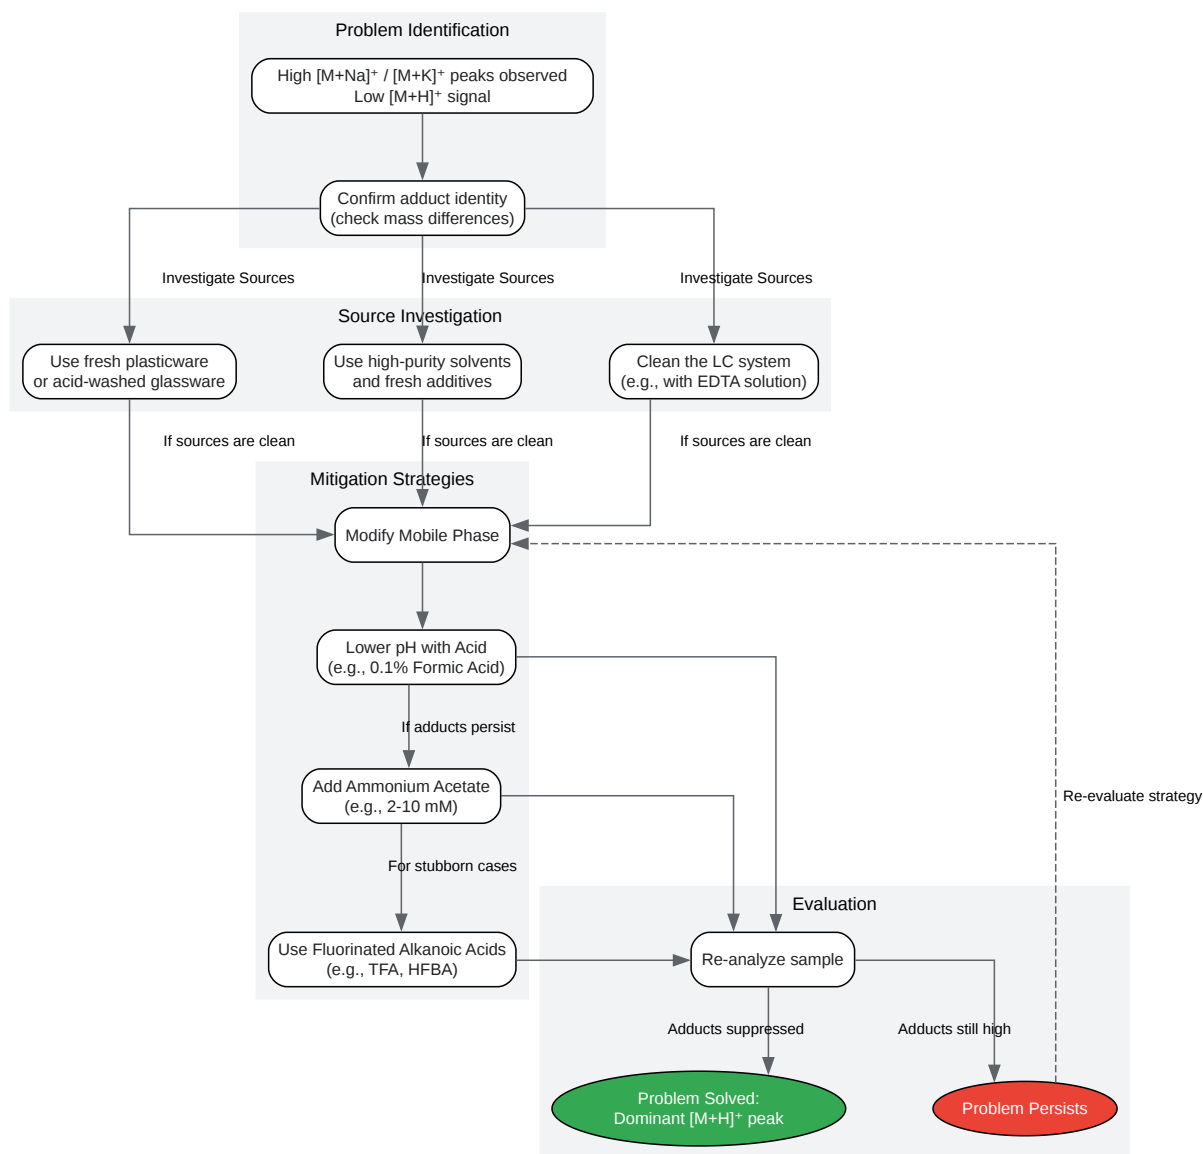 Problem Identification
High [M+Na]⁺ / [M+K]⁺ peaks observed
Low [M+H]⁺ signal
Confirm adduct identity
(check mass differences)
Investigate Sources
Investigate Sources
Investigate Sources
Source Investigation
Use fresh plasticware
or acid-washed glassware
Use high-purity solvents
and fresh additives
Clean the LC system
(e.g., with EDTA solution)
If sources are clean
If sources are clean
If sources are clean
Mitigation Strategies
Modify Mobile Phase
Lower pH with Acid
(e.g., 0.1% Formic Acid)
If adducts persist
Add Ammonium Acetate
(e.g., 2-10 mM)
Re-evaluate strategy
For stubborn cases
Evaluation
Use Fluorinated Alkanoic Acids
(e.g., TFA, HFBA)
Re-analyze sample
Adducts suppressed
Adducts still high
Problem Solved:
Dominant [M+H]⁺ peak
Problem Persists